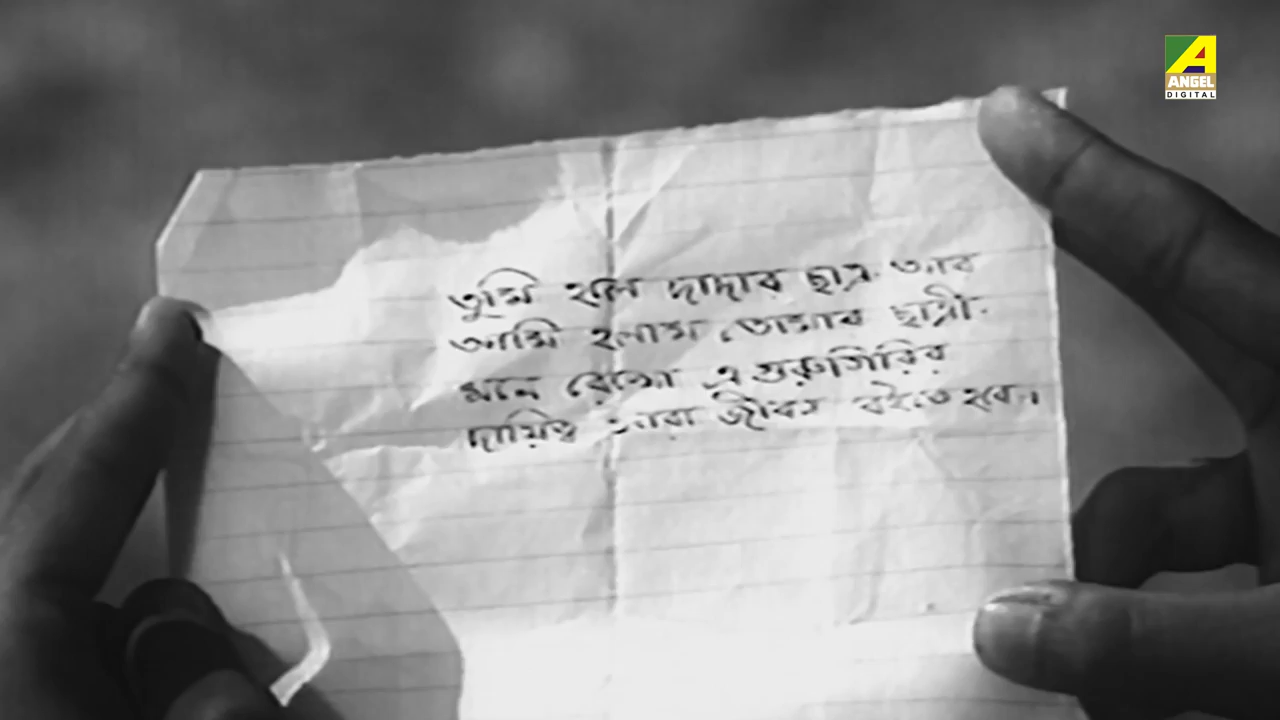 ANGEL
DIGITAL
তুমি হলে দাদার ছাত্র আর
আমি হলাম তোমার ছাত্রী.
মনে রেখো এ গুরুগিরির
দায়িত্ব সারা জীবন বইতে হবে।